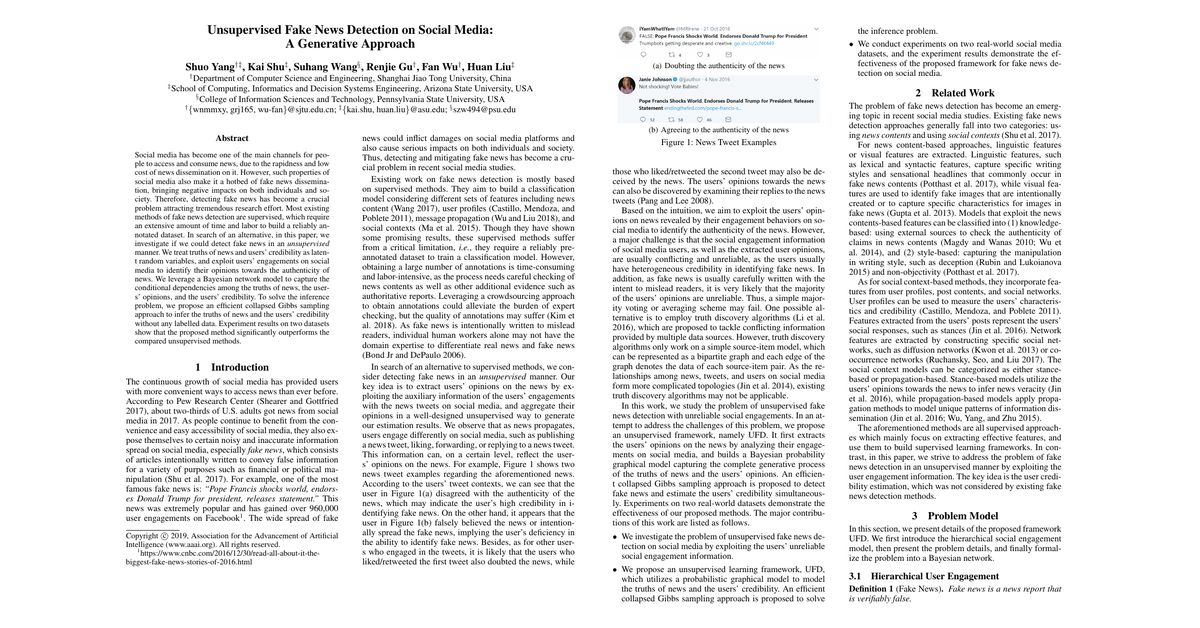 Unsupervised Fake News Detection on Social Media:
A Generative Approach
Shuo Yang†‡, Kai Shu‡, Suhang Wang§, Renjie Gu†, Fan Wu†, Huan Liu‡
†Department of Computer Science and Engineering, Shanghai Jiao Tong University, China
‡School of Computing, Informatics and Decision Systems Engineering, Arizona State University, USA
§College of Information Sciences and Technology, Pennsylvania State University, USA
†{wnmmxy, grj165, wu-fan}@sjtu.edu.cn; ‡{kai.shu, huan.liu}@asu.edu; §szw494@psu.edu
Abstract
Social media has become one of the main channels for peo-
ple to access and consume news, due to the rapidness and low
cost of news dissemination on it. However, such properties of
social media also make it a hotbed of fake news dissemina-
tion, bringing negative impacts on both individuals and so-
ciety. Therefore, detecting fake news has become a crucial
problem attracting tremendous research effort. Most existing
methods of fake news detection are supervised, which require
an extensive amount of time and labor to build a reliably an-
notated dataset. In search of an alternative, in this paper, we
investigate if we could detect fake news in an unsupervised
manner. We treat truths of news and users' credibility as laten-
t random variables, and exploit users' engagements on social
media to identify their opinions towards the authenticity of
news. We leverage a Bayesian network model to capture the
conditional dependencies among the truths of news, the user-
s' opinions, and the users' credibility. To solve the inference
problem, we propose an efficient collapsed Gibbs sampling
approach to infer the truths of news and the users' credibility
without any labelled data. Experiment results on two datasets
show that the proposed method significantly outperforms the
compared unsupervised methods.
1 Introduction
The continuous growth of social media has provided users
with more convenient ways to access news than ever before.
According to Pew Research Center (Shearer and Gottfried
2017), about two-thirds of U.S. adults got news from social
media in 2017. As people continue to benefit from the con-
venience and easy accessibility of social media, they also ex-
pose themselves to certain noisy and inaccurate information
spread on social media, especially fake news, which consists
of articles intentionally written to convey false information
for a variety of purposes such as financial or political ma-
nipulation (Shu et al. 2017). For example, one of the most
famous fake news is: "Pope Francis shocks world, endors-
es Donald Trump for president, releases statement." This
news was extremely popular and has gained over 960,000
user engagements on Facebook1. The wide spread of fake
Copyright © 2019, Association for the Advancement of Artificial
Intelligence (www.aaai.org). All rights reserved.
1https://www.cnbc.com/2016/12/30/read-all-about-it-the-
biggest-fake-news-stories-of-2016.html
news could inflict damages on social media platforms and
also cause serious impacts on both individuals and society.
Thus, detecting and mitigating fake news has become a cru-
cial problem in recent social media studies.
Existing work on fake news detection is mostly based
on supervised methods. They aim to build a classification
model considering different sets of features including news
content (Wang 2017), user profiles (Castillo, Mendoza, and
Poblete 2011), message propagation (Wu and Liu 2018), and
social contexts (Ma et al. 2015). Though they have shown
some promising results, these supervised methods suffer
from a critical limitation, i.e., they require a reliably pre-
annotated dataset to train a classification model. However,
obtaining a large number of annotations is time-consuming
and labor-intensive, as the process needs careful checking of
news contents as well as other additional evidence such as
authoritative reports. Leveraging a crowdsourcing approach
to obtain annotations could alleviate the burden of expert
checking, but the quality of annotations may suffer (Kim et
al. 2018). As fake news is intentionally written to mislead
readers, individual human workers alone may not have the
domain expertise to differentiate real news and fake news
(Bond Jr and DePaulo 2006).
In search of an alternative to supervised methods, we con-
sider detecting fake news in an unsupervised manner. Our
key idea is to extract users' opinions on the news by ex-
ploiting the auxiliary information of the users' engagements
with the news tweets on social media, and aggregate their
opinions in a well-designed unsupervised way to generate
our estimation results. We observe that as news propagates,
users engage differently on social media, such as publishing
a news tweet, liking, forwarding, or replying to a news tweet.
This information can, on a certain level, reflect the user-
s' opinions on the news. For example, Figure 1 shows two
news tweet examples regarding the aforementioned news.
According to the users' tweet contexts, we can see that the
user in Figure 1(a) disagreed with the authenticity of the
news, which may indicate the user's high credibility in i-
dentifying fake news. On the other hand, it appears that the
user in Figure 1(b) falsely believed the news or intention-
ally spread the fake news, implying the user's deficiency in
the ability to identify fake news. Besides, as for other user-
s who engaged in the tweets, it is likely that the users who
liked/retweeted the first tweet also doubted the news, while
iYamWhatIYam @HMIrene · 21 Oct 2016
FALSE: Pope Francis Shocks World, Endorses Donald Trump for President
Trumpbots getting desperate and creative.
4 3
(a) Doubting the authenticity of the news
Janie Johnson @jjauthor · 4 Nov 2016
Not shocking! Vote Babies!
Pope Francis Shocks World, Endorses Donald Trump for President, Releases
Statement endingthefed.com/pope-francis-s...
52 58 46
(b) Agreeing to the authenticity of the news
Figure 1: News Tweet Examples
those who liked/retweeted the second tweet may also be de-
ceived by the news. The users' opinions towards the news
can also be discovered by examining their replies to the news
tweets (Pang and Lee 2008).
Based on the intuition, we aim to exploit the users' opin-
ions on news revealed by their engagement behaviors on so-
cial media to identify the authenticity of the news. However,
a major challenge is that the social engagement information
of social media users, as well as the extracted user opinions,
are usually conflicting and unreliable, as the users usually
have heterogeneous credibility in identifying fake news. In
addition, as fake news is usually carefully written with the
intent to mislead readers, it is very likely that the majority
of the users' opinions are unreliable. Thus, a simple major-
ity voting or averaging scheme may fail. One possible al-
ternative is to employ truth discovery algorithms (Li et al.
2016), which are proposed to tackle conflicting information
provided by multiple data sources. However, truth discovery
algorithms only work on a simple source-item model, which
can be represented as a bipartite graph and each edge of the
graph denotes the data of each source-item pair. As the re-
lationships among news, tweets, and users on social media
form more complicated topologies (Jin et al. 2014), existing
truth discovery algorithms may not be applicable.
In this work, we study the problem of unsupervised fake
news detection with unreliable social engagements. In an at-
tempt to address the challenges of this problem, we propose
an unsupervised framework, namely UFD. It first extracts
the users' opinions on the news by analyzing their engage-
ments on social media, and builds a Bayesian probability
graphical model capturing the complete generative process
of the truths of news and the users' opinions. An efficien-
t collapsed Gibbs sampling approach is proposed to detect
fake news and estimate the users' credibility simultaneous-
ly. Experiments on two real-world datasets demonstrate the
effectiveness of our proposed methods. The major contribu-
tions of this work are listed as follows.
• We investigate the problem of unsupervised fake news de-
tection on social media by exploiting the users' unreliable
social engagement information.
• We propose an unsupervised learning framework, UFD,
which utilizes a probabilistic graphical model to model
the truths of news and the users' credibility. An efficient
collapsed Gibbs sampling approach is proposed to solve
the inference problem.
• We conduct experiments on two real-world social media
datasets, and the experiment results demonstrate the ef-
fectiveness of the proposed framework for fake news de-
tection on social media.
2 Related Work
The problem of fake news detection has become an emerg-
ing topic in recent social media studies. Existing fake news
detection approaches generally fall into two categories: us-
ing news contents and using social contexts (Shu et al. 2017).
For news content-based approaches, linguistic features
or visual features are extracted. Linguistic features, such
as lexical and syntactic features, capture specific writing
styles and sensational headlines that commonly occur in
fake news contents (Potthast et al. 2017), while visual fea-
tures are used to identify fake images that are intentionally
created or to capture specific characteristics for images in
fake news (Gupta et al. 2013). Models that exploit the news
contents-based features can be classified into (1) knowledge-
based: using external sources to check the authenticity of
claims in news contents (Magdy and Wanas 2010; Wu et
al. 2014), and (2) style-based: capturing the manipulation
in writing style, such as deception (Rubin and Lukoianova
2015) and non-objectivity (Potthast et al. 2017).
As for social context-based methods, they incorporate fea-
tures from user profiles, post contents, and social networks.
User profiles can be used to measure the users' characteris-
tics and credibility (Castillo, Mendoza, and Poblete 2011).
Features extracted from the users' posts represent the users'
social responses, such as stances (Jin et al. 2016). Network
features are extracted by constructing specific social net-
works, such as diffusion networks (Kwon et al. 2013) or co-
occurrence networks (Ruchansky, Seo, and Liu 2017). The
social context models can be categorized as either stance-
based or propagation-based. Stance-based models utilize the
users' opinions towards the news to infer news veracity (Jin
et al. 2016), while propagation-based models apply propa-
gation methods to model unique patterns of information dis-
semination (Jin et al. 2016; Wu, Yang, and Zhu 2015).
The aforementioned methods are all supervised approach-
es which mainly focus on extracting effective features, and
use them to build supervised learning frameworks. In con-
trast, in this paper, we strive to address the problem of fake
news detection in an unsupervised manner by exploiting the
user engagement information. The key idea is the user credi-
bility estimation, which was not considered by existing fake
news detection methods.
3 Problem Model
In this section, we present details of the proposed framework
UFD. We first introduce the hierarchical social engagement
model, then present the problem details, and finally formal-
ize the problem into a Bayesian network.
3.1 Hierarchical User Engagement
Definition 1 (Fake News). Fake news is a news report that
is verifiably false.